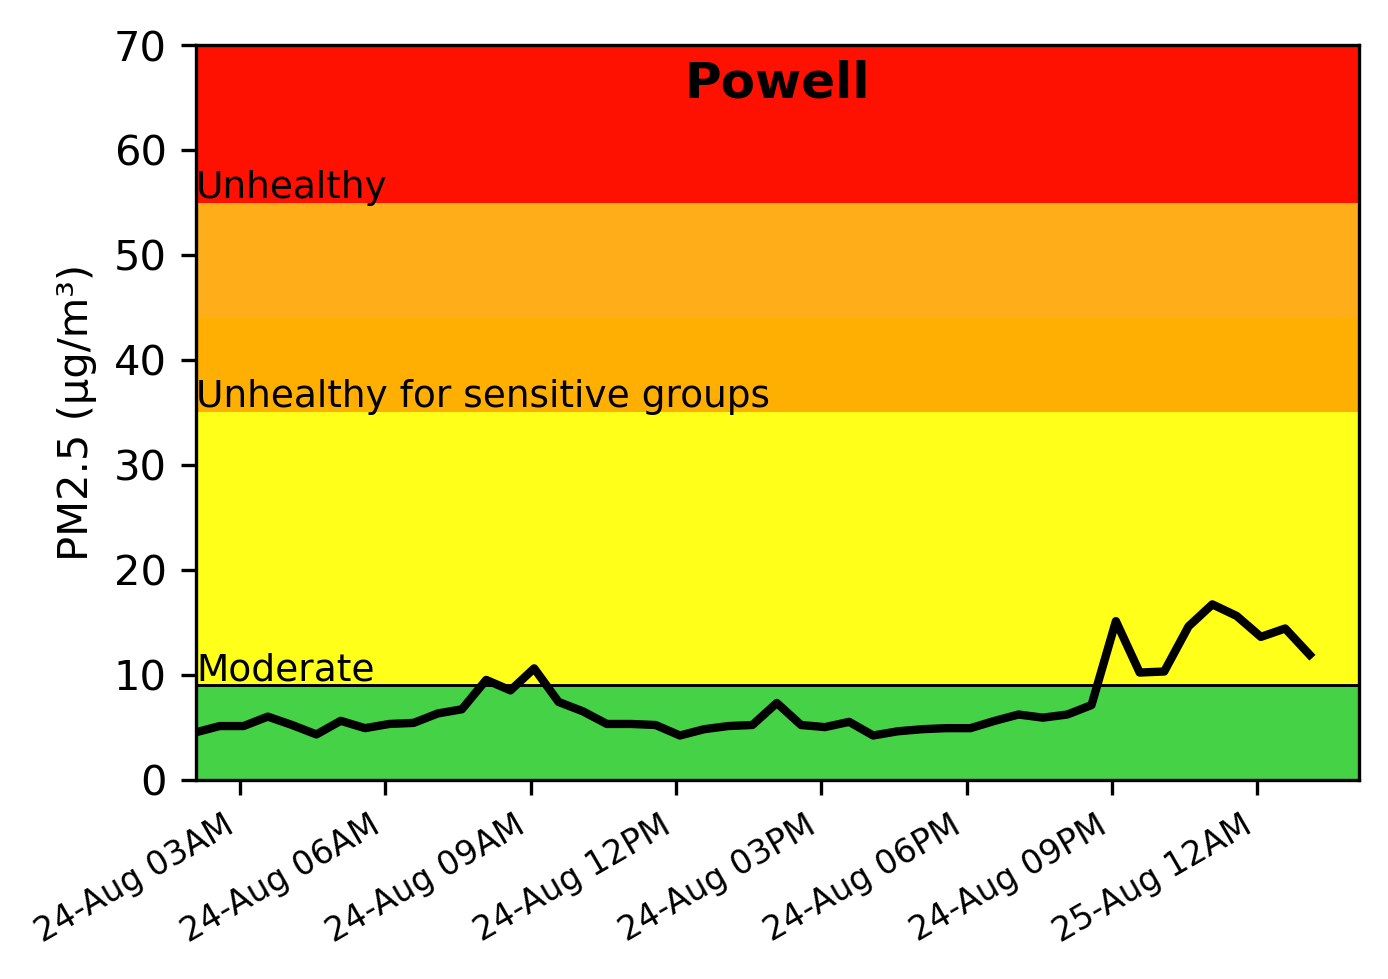 Powell
70
60
50
40
30
20
10
0
PM2.5 (µg/m³)
Unhealthy
Unhealthy for sensitive groups
Moderate
24-Aug 03AM
24-Aug 06AM
24-Aug 09AM
24-Aug 12PM
24-Aug 03PM
24-Aug 06PM
24-Aug 09PM
25-Aug 12AM